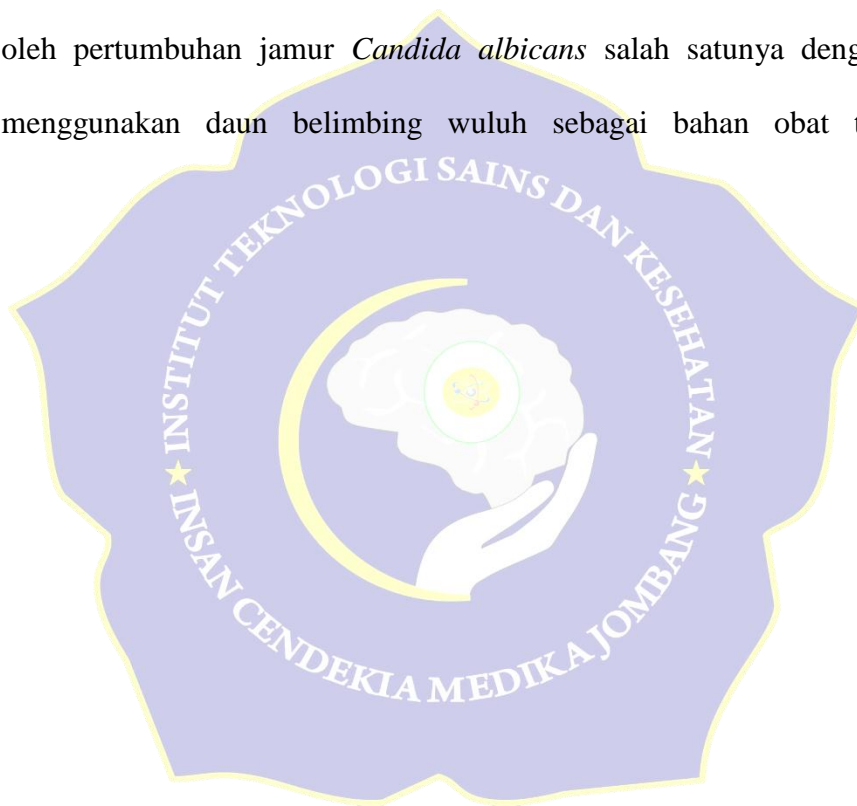 oleh pertumbuhan jamur Candida albicans salah satunya deng
menggunakan daun belimbing wuluh sebagai bahan obat t
INSTITUT TEKNOLOGI SAINS DAN KESEHATAN
INSAN CENDEKIA MEDIKA JOMBANG